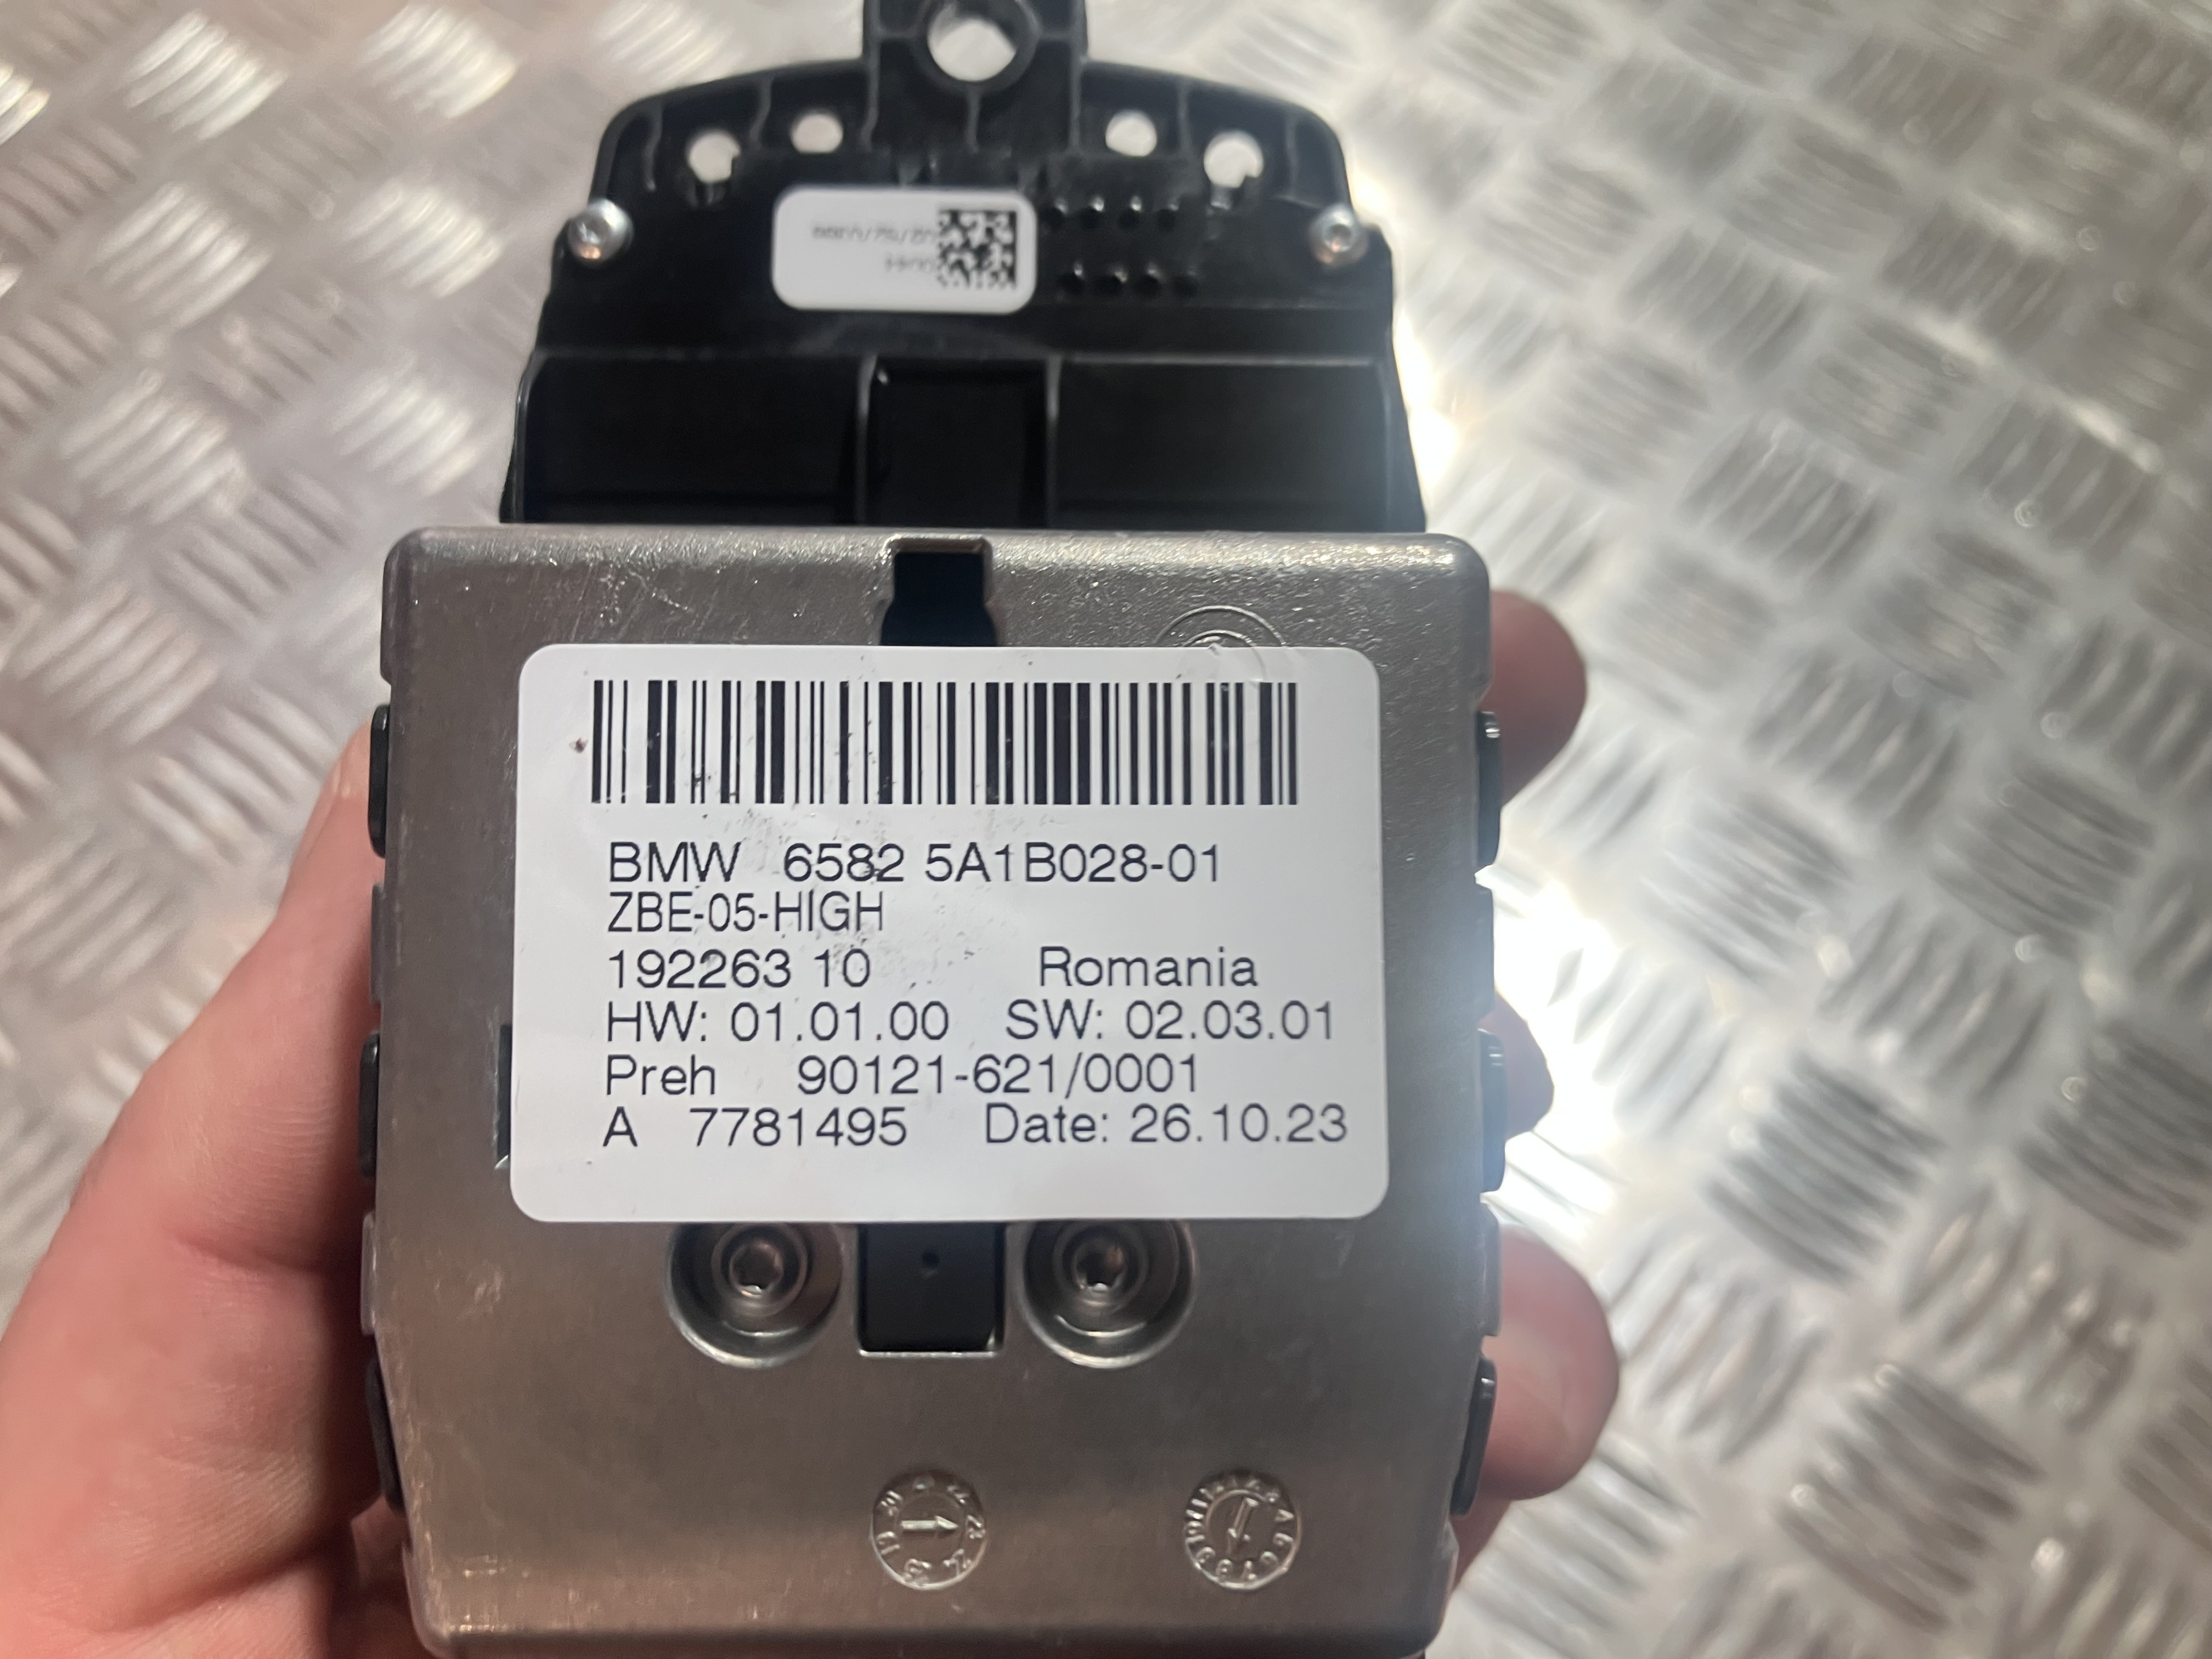 BMW 6582 5A1B028-01
ZBE-05-HIGH
192263 10 Romania
HW: 01.01.00 SW: 02.03.01
Preh 90121-621/0001
A 7781495 Date: 26.10.23